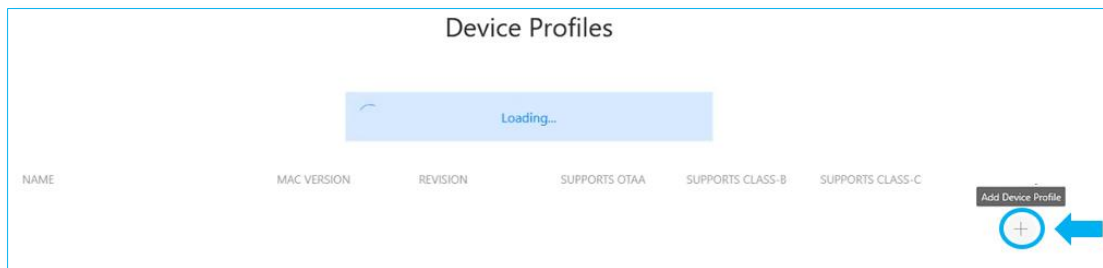 Device Profiles
Loading...
NAME MAC VERSION REVISION SUPPORTS OTAA SUPPORTS CLASS-B SUPPORTS CLASS-C
Add Device Profile
+